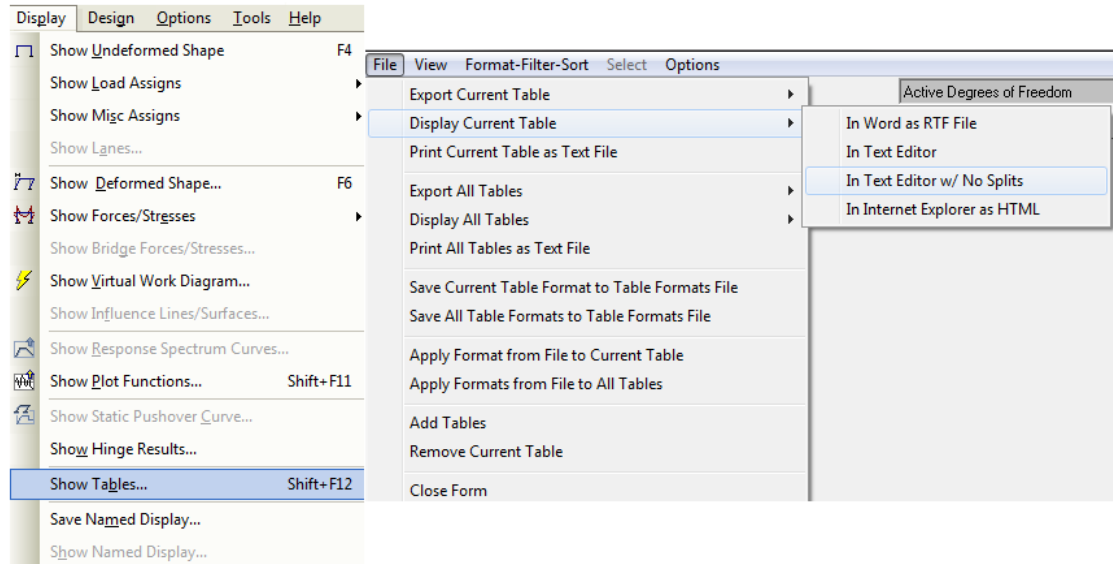 Display Design Options Tools Help
Show Undeformed Shape F4
Show Load Assigns
Show Misc Assigns
Show Lanes...
Show Deformed Shape... F6
Show Forces/Stresses
Show Bridge Forces/Stresses...
Show Virtual Work Diagram...
Show Influence Lines/Surfaces...
Show Response Spectrum Curves...
Show Plot Functions... Shift+F11
Show Static Pushover Curve...
Show Hinge Results...
Show Tables... Shift+F12
Save Named Display...
Show Named Display...
File View Format-Filter-Sort Select Options
Active Degrees of Freedom
Export Current Table
Display Current Table
Print Current Table as Text File
Export All Tables
Display All Tables
Print All Tables as Text File
Save Current Table Format to Table Formats File
Save All Table Formats to Table Formats File
Apply Format from File to Current Table
Apply Formats from File to All Tables
Add Tables
Remove Current Table
Close Form
In Word as RTF File
In Text Editor
In Text Editor w/ No Splits
In Internet Explorer as HTML